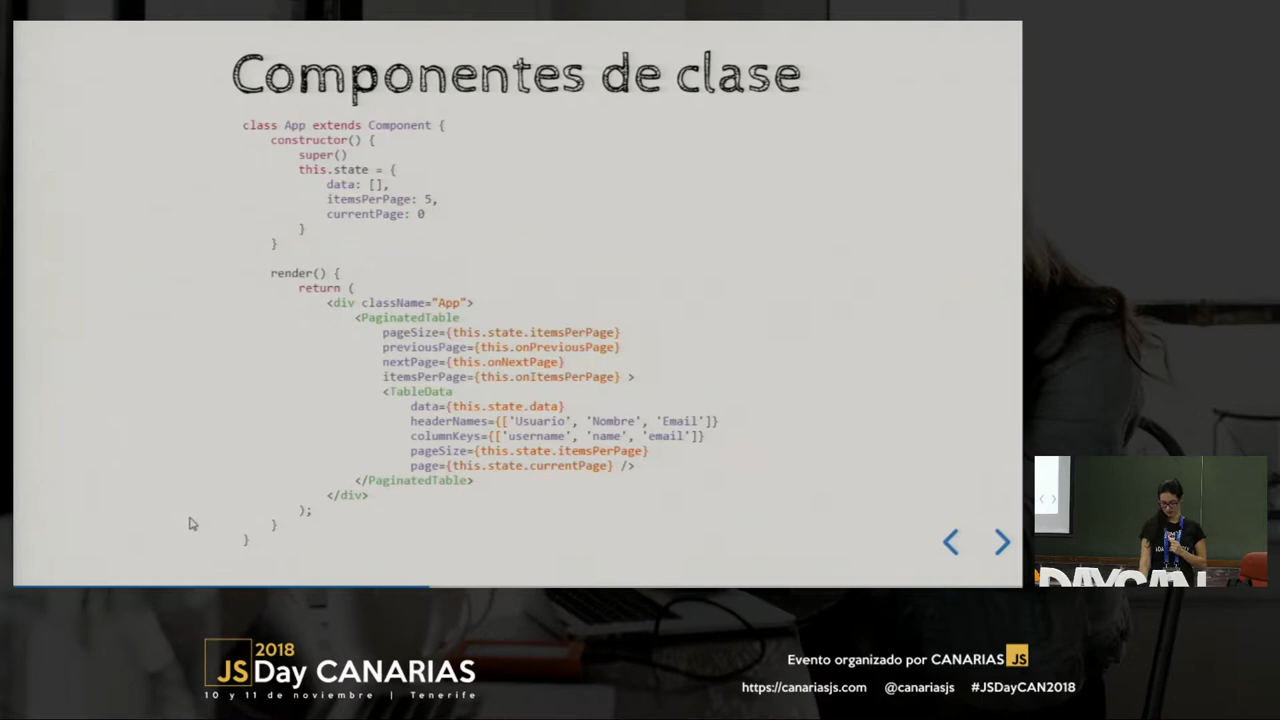 Componentes de clase
class App extends Component {
constructor() {
super()
this.state = {
data: [],
itemsPerPage: 5,
currentPage: 0
}
}
render() {
return (
<div className="App">
<PaginatedTable
pageSize={this.state.itemsPerPage}
previousPage={this.onPreviousPage}
nextPage={this.onNextPage}
itemsPerPage={this.onItemsPerPage} >
<TableData
data={this.state.data}
headerNames={['Usuario', 'Nombre', 'Email']}
columnKeys={['username', 'name', 'email']}
pageSize={this.state.itemsPerPage}
page={this.state.currentPage} />
</PaginatedTable>
</div>
);
}
}
DAYCAN
2018
JSDay CANARIAS
10 y 11 de noviembre | Tenerife
Evento organizado por CANARIAS JS
https://canariasjs.com @canariasjs #JSDayCAN2018